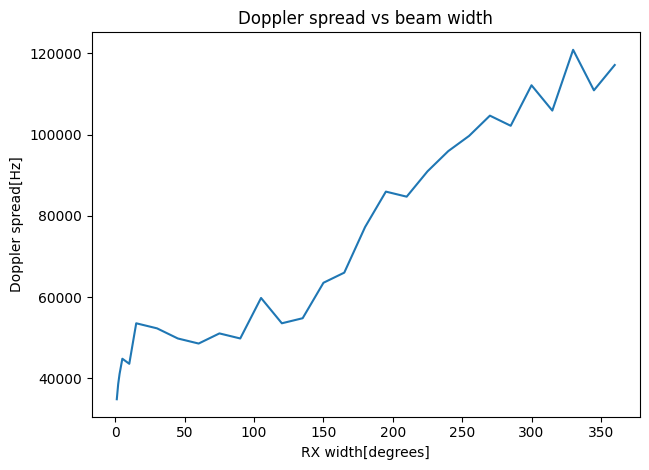 Doppler spread vs beam width
120000
100000
80000
60000
40000
Doppler spread[Hz]
0 50 100 150 200 250 300 350
RX width[degrees]